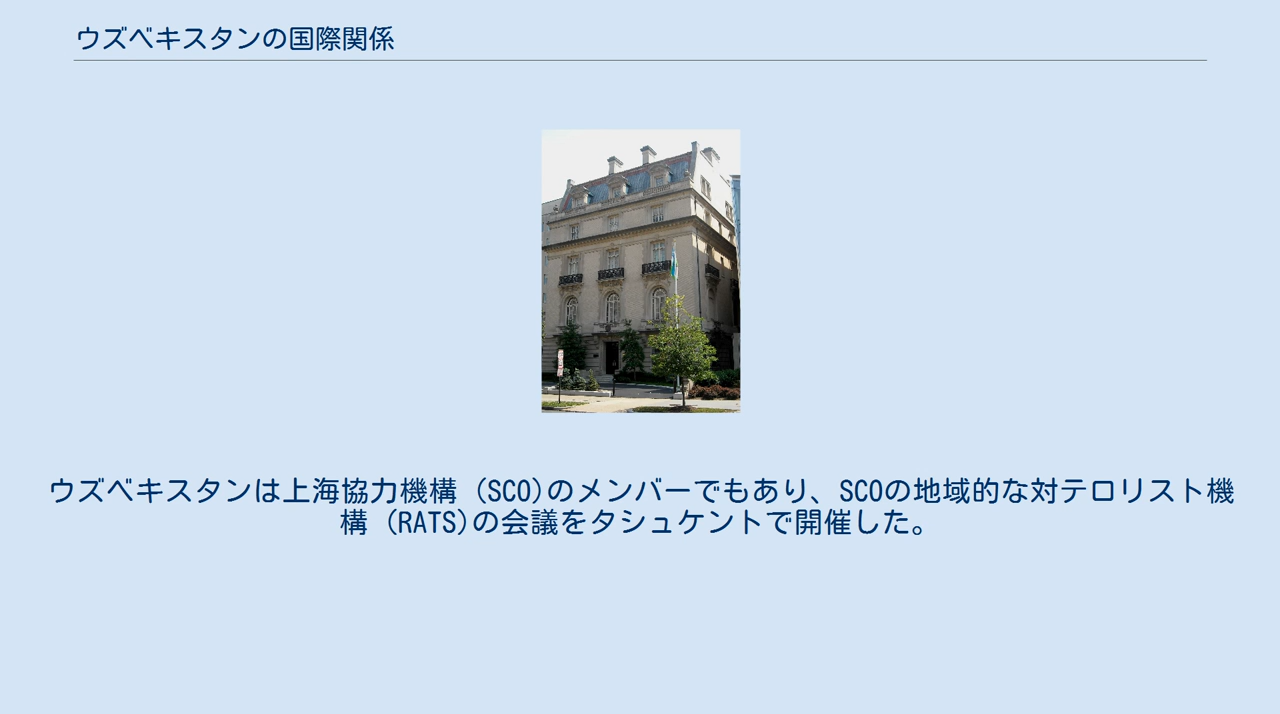 ウズベキスタンの国際関係
ウズベキスタンは上海協力機構 (SCO)のメンバーでもあり、SCOの地域的な対テロリスト機
構 (RATS)の会議をタシュケントで開催した。